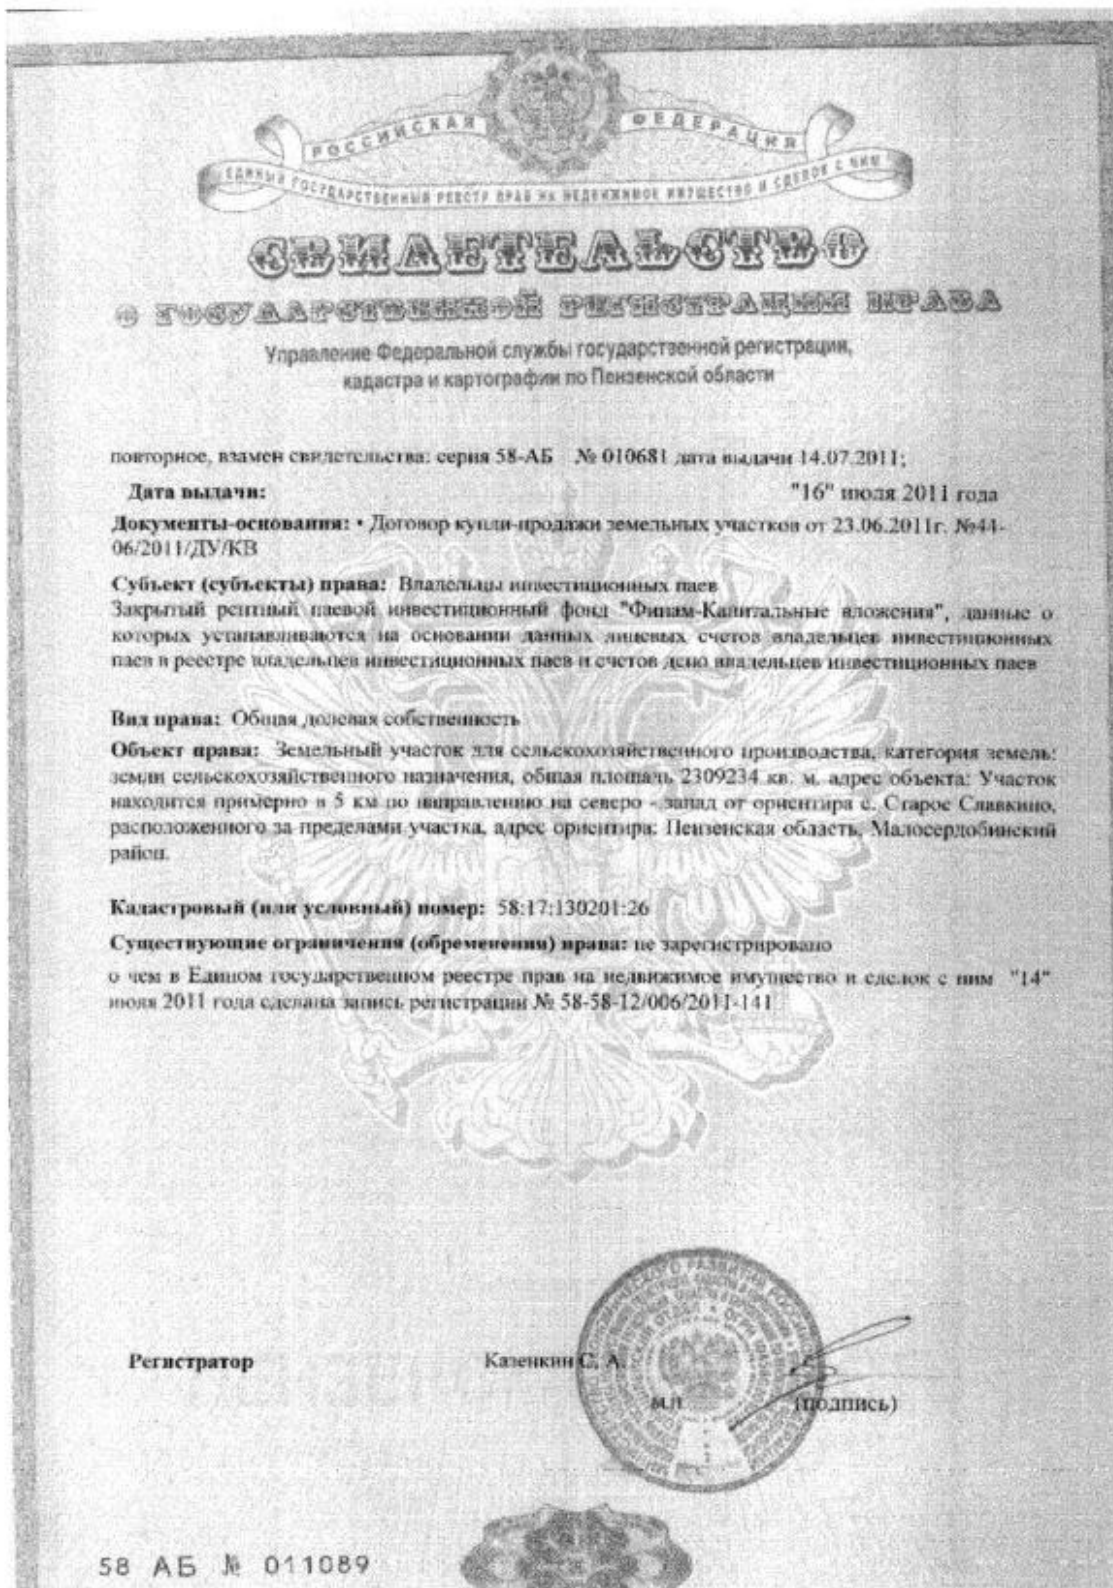 РОССИЙСКАЯ ФЕДЕРАЦИЯ
ЕДИНЫЙ ГОСУДАРСТВЕННЫЙ РЕЕСТР ПРАВ НА НЕДВИЖИМОЕ ИМУЩЕСТВО И СДЕЛОК С НИМ
СВИДЕТЕЛЬСТВО
О ГОСУДАРСТВЕННОЙ РЕГИСТРАЦИИ ПРАВА
Управление Федеральной службы государственной регистрации,
кадастра и картографии по Пензенской области
повторное, взамен свидетельства: серия 58-АБ № 010681 дата выдачи 14.07.2011;
Дата выдачи: "16" июля 2011 года
Документы-основания: • Договор купли-продажи земельных участков от 23.06.2011г. №44-
06/2011/ДУ/КВ
Субъект (субъекты) права: Владельцы инвестиционных паев
Закрытый рентный паевой инвестиционный фонд "Финам-Капитальные вложения", данные о
которых устанавливаются на основании данных лицевых счетов владельцев инвестиционных
паев в реестре владельцев инвестиционных паев и счетов депо владельцев инвестиционных паев
Вид права: Общая долевая собственность
Объект права: Земельный участок для сельскохозяйственного производства, категория земель:
земли сельскохозяйственного назначения, общая площадь 2309234 кв. м, адрес объекта: Участок
находится примерно в 5 км по направлению на северо - запад от ориентира с. Старое Славкино,
расположенного за пределами участка, адрес ориентира: Пензенская область, Малосердобинский
район.
Кадастровый (или условный) номер: 58:17:130201:26
Существующие ограничения (обременения) права: не зарегистрировано
о чем в Едином государственном реестре прав на недвижимое имущество и сделок с ним "14"
июля 2011 года сделана запись регистрации № 58-58-12/006/2011-141
Регистратор Казенкин С. А.
м.п. (подпись)
58 АБ № 011089